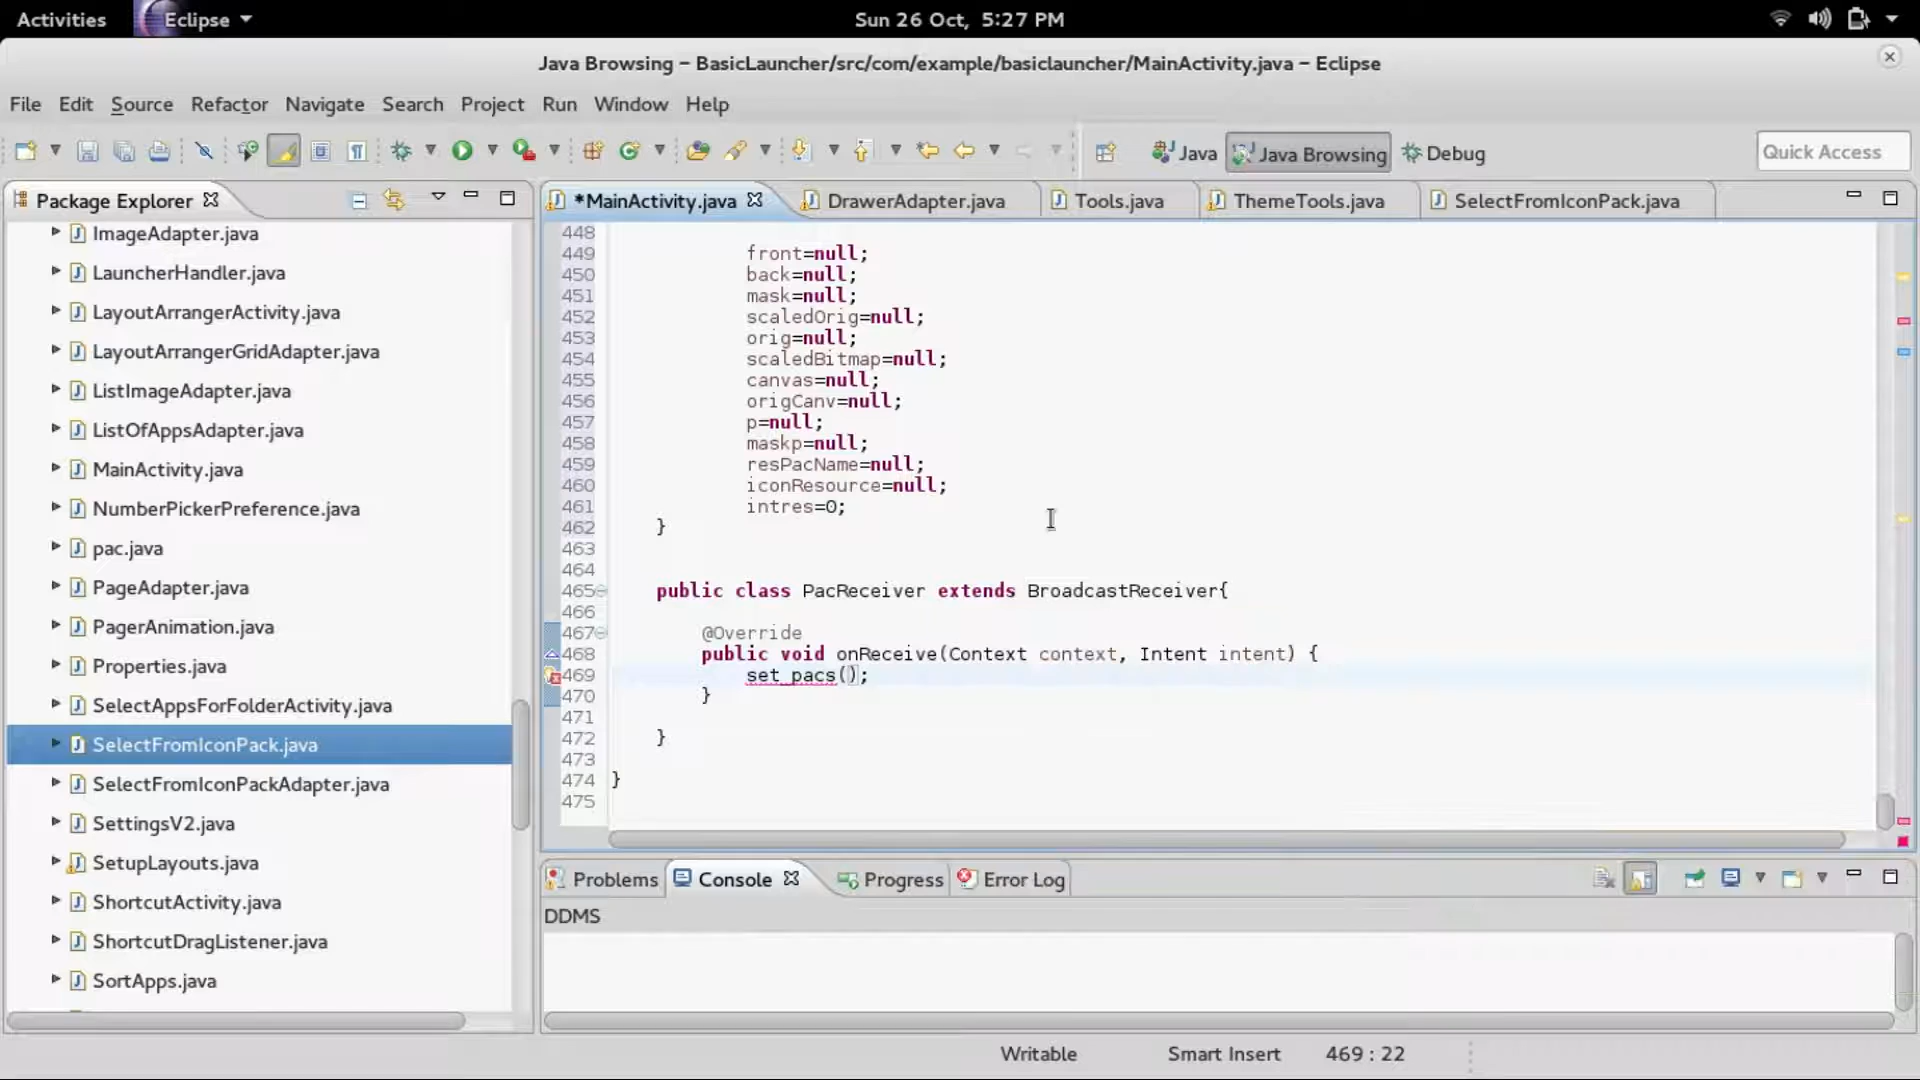 Activities Eclipse Sun 26 Oct, 5:27 PM
Java Browsing – BasicLauncher/src/com/example/basiclauncher/MainActivity.java – Eclipse
File Edit Source Refactor Navigate Search Project Run Window Help
Java Java Browsing Debug Quick Access
Package Explorer
ImageAdapter.java
LauncherHandler.java
LayoutArrangerActivity.java
LayoutArrangerGridAdapter.java
ListImageAdapter.java
ListOfAppsAdapter.java
MainActivity.java
NumberPickerPreference.java
pac.java
PageAdapter.java
PagerAnimation.java
Properties.java
SelectAppsForFolderActivity.java
SelectFromIconPack.java
SelectFromIconPackAdapter.java
SettingsV2.java
SetupLayouts.java
ShortcutActivity.java
ShortcutDragListener.java
SortApps.java
*MainActivity.java DrawerAdapter.java Tools.java ThemeTools.java SelectFromIconPack.java
448
449 front=null;
450 back=null;
451 mask=null;
452 scaledOrig=null;
453 orig=null;
454 scaledBitmap=null;
455 canvas=null;
456 origCanv=null;
457 p=null;
458 maskp=null;
459 resPacName=null;
460 iconResource=null;
461 intres=0;
462 }
463
464
465 public class PacReceiver extends BroadcastReceiver{
466
467 @Override
468 public void onReceive(Context context, Intent intent) {
469 set_pacs();
470 }
471
472 }
473
474 }
475
Problems Console Progress Error Log
DDMS
Writable Smart Insert 469 : 22